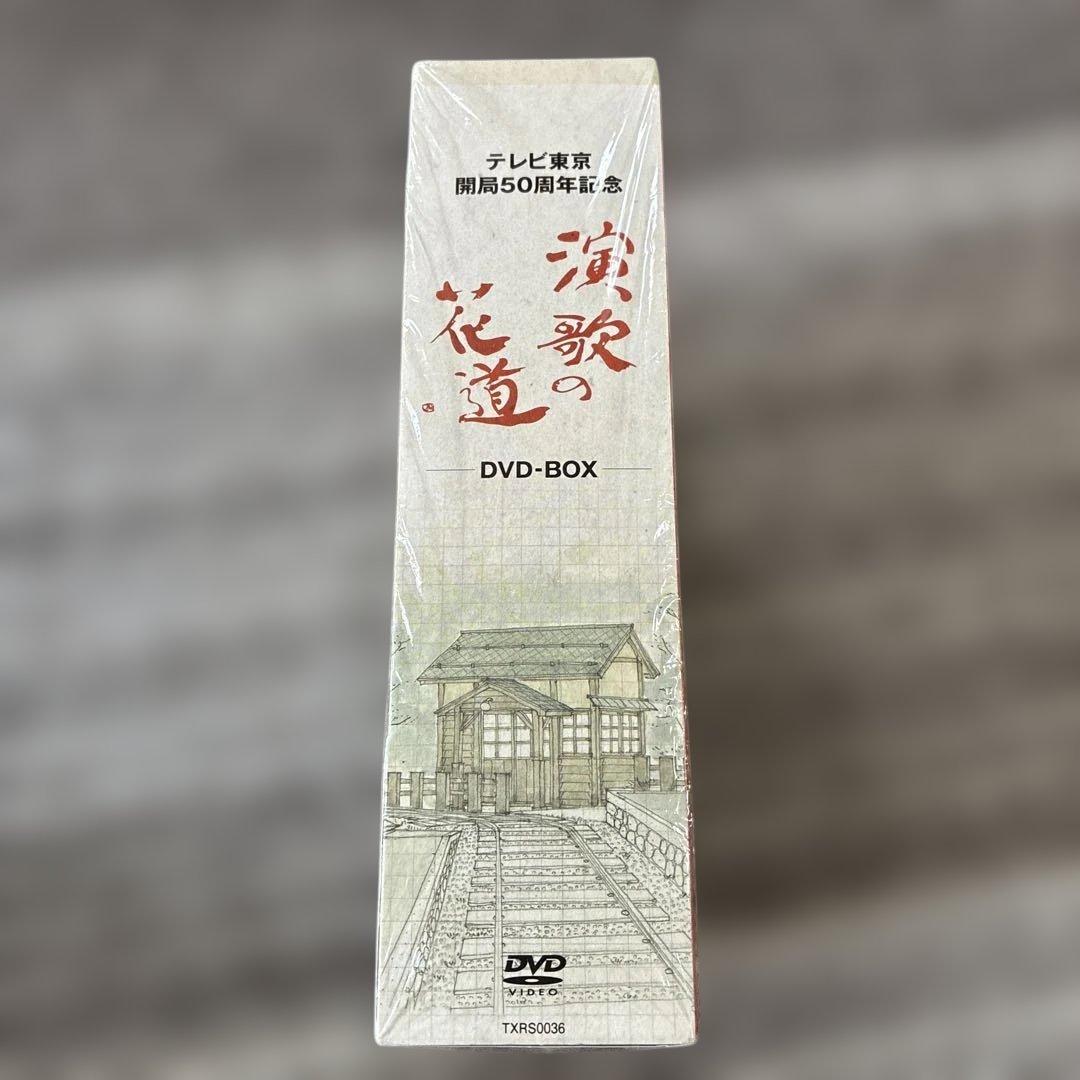 テレビ東京
開局50周年記念
演歌の
花道
DVD-BOX
DVD
VIDEO
TXRS0036